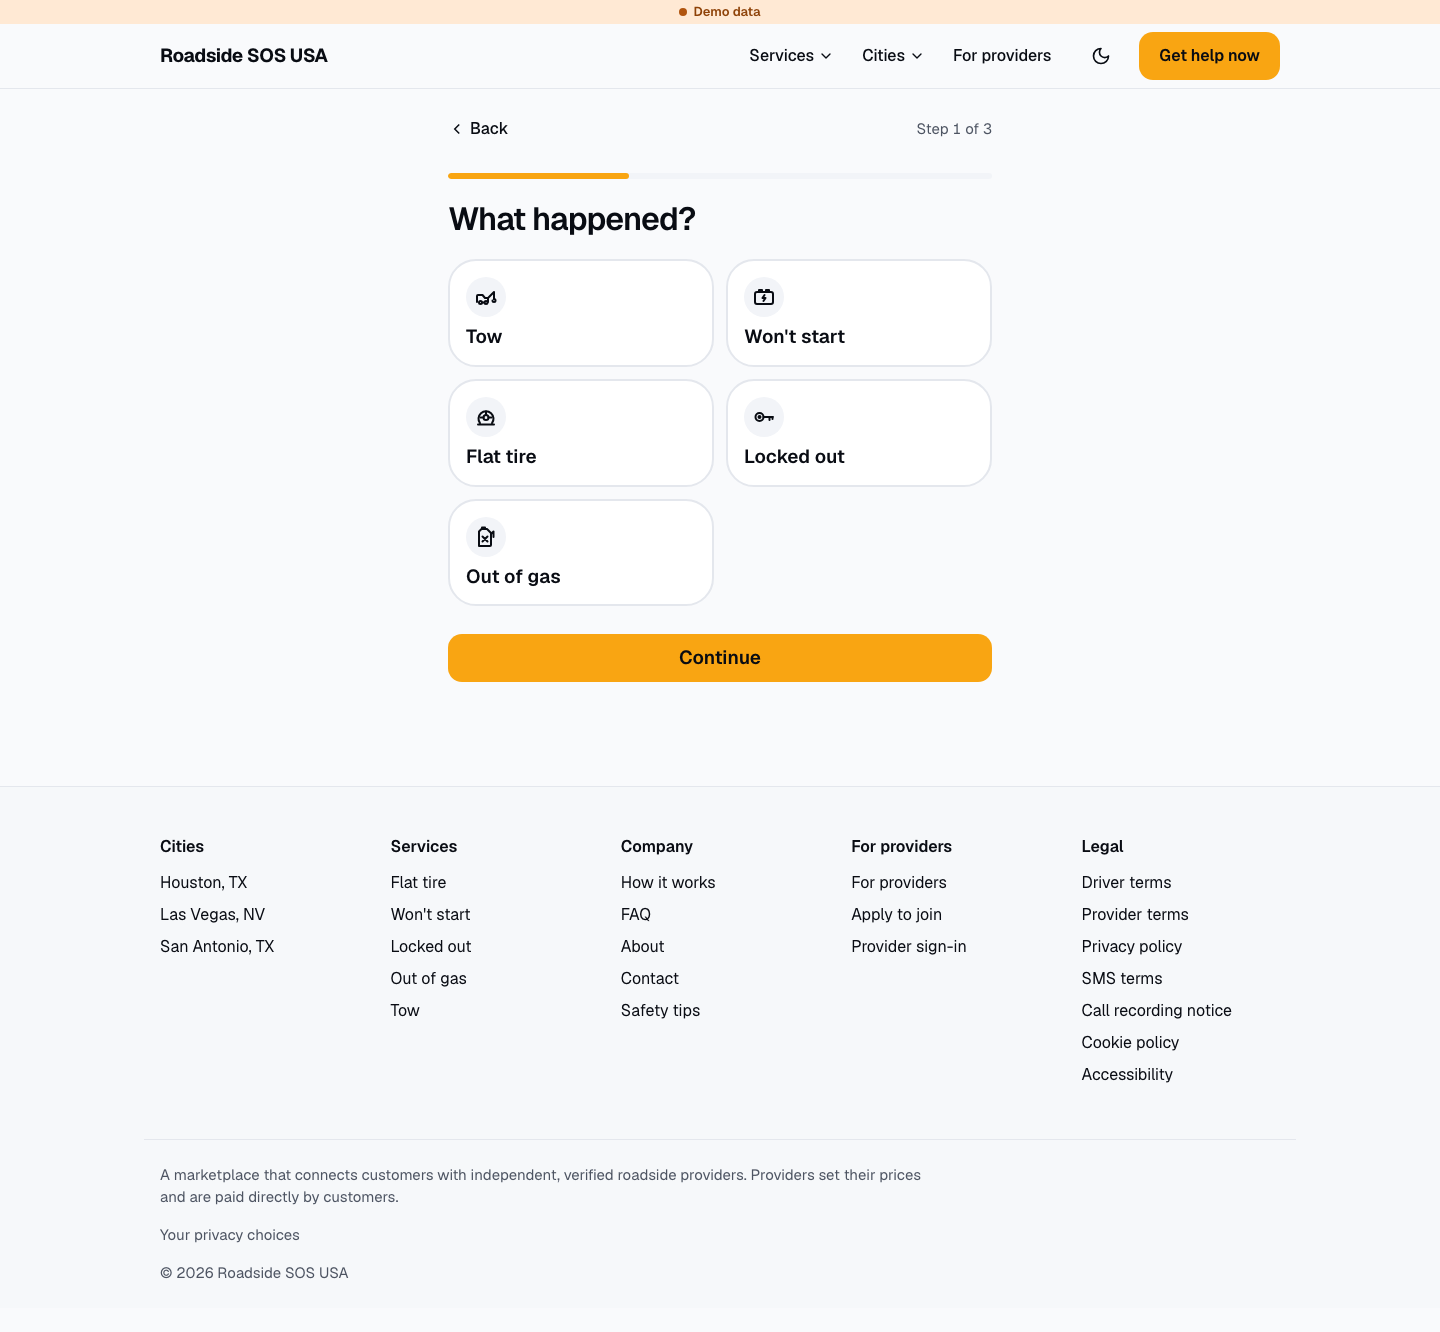 Demo data
Roadside SOS USA
Services
Cities
For providers
Get help now
Back
Step 1 of 3
What happened?
Tow
Won't start
Flat tire
Locked out
Out of gas
Continue
Cities
Houston, TX
Las Vegas, NV
San Antonio, TX
Services
Flat tire
Won't start
Locked out
Out of gas
Tow
Company
How it works
FAQ
About
Contact
Safety tips
For providers
For providers
Apply to join
Provider sign-in
Legal
Driver terms
Provider terms
Privacy policy
SMS terms
Call recording notice
Cookie policy
Accessibility
A marketplace that connects customers with independent, verified roadside providers. Providers set their prices
and are paid directly by customers.
Your privacy choices
© 2026 Roadside SOS USA